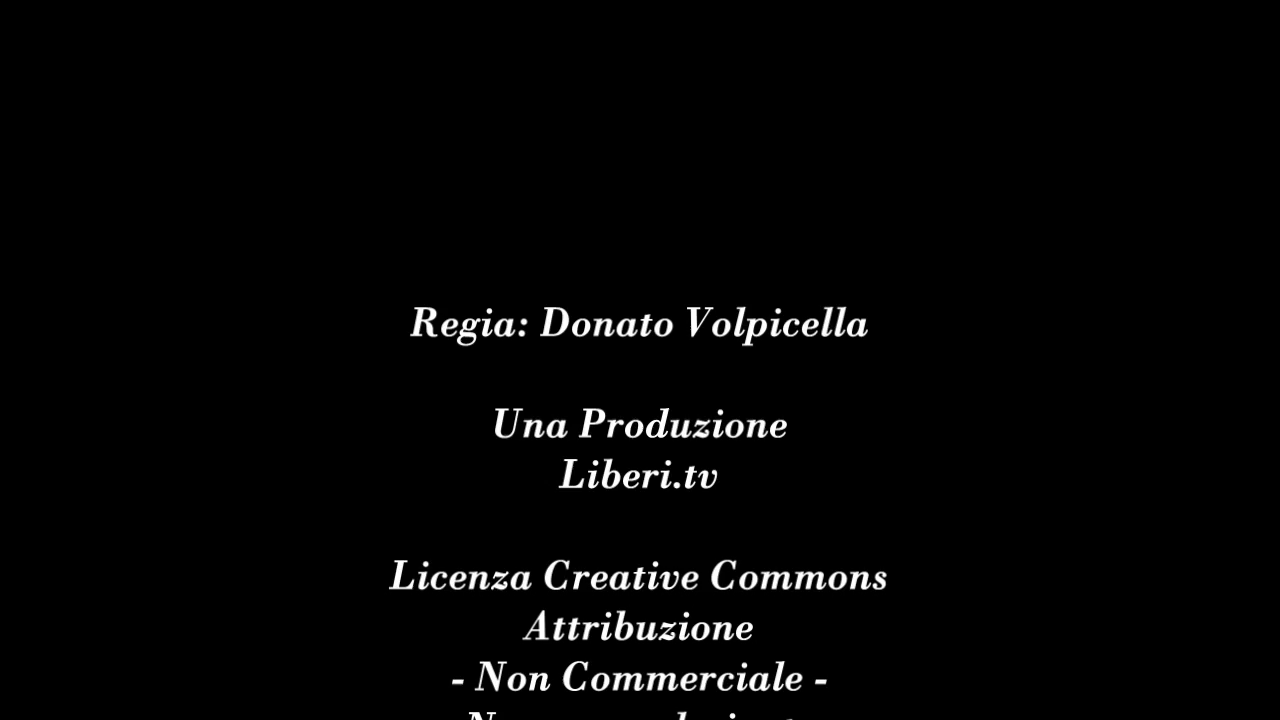 Regia: Donato Volpicella
Una Produzione
Liberi.tv
Licenza Creative Commons
Attribuzione
- Non Commerciale -